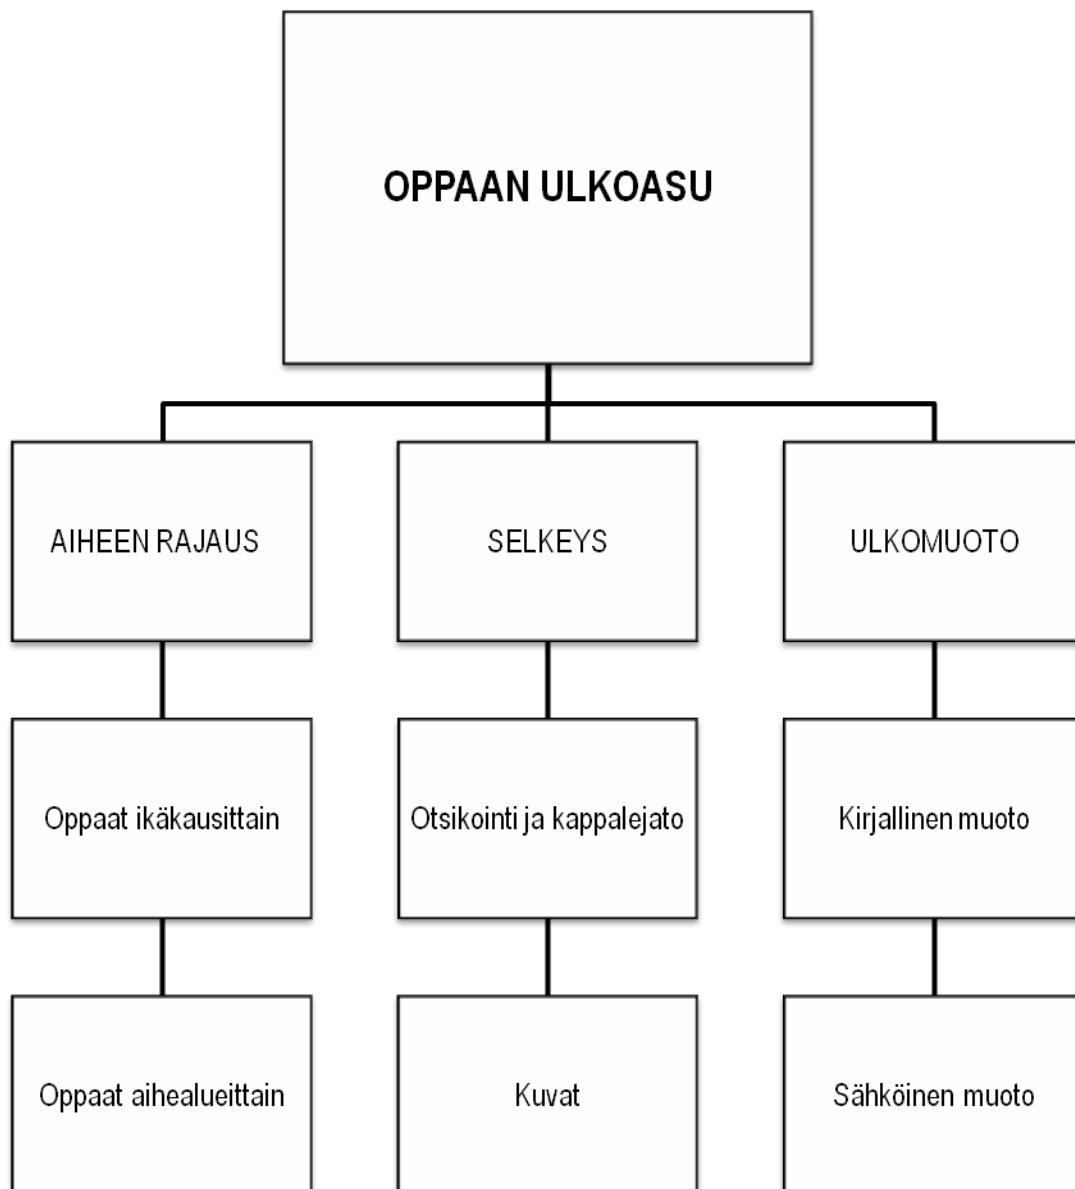 OPPAAN ULKOASU
AIHEEN RAJAUS
SELKEYS
ULKOMUOTO
Oppaat ikäkausittain
Otsikointi ja kappalejato
Kirjallinen muoto
Oppaat aihealueittain
Kuvat
Sähköinen muoto